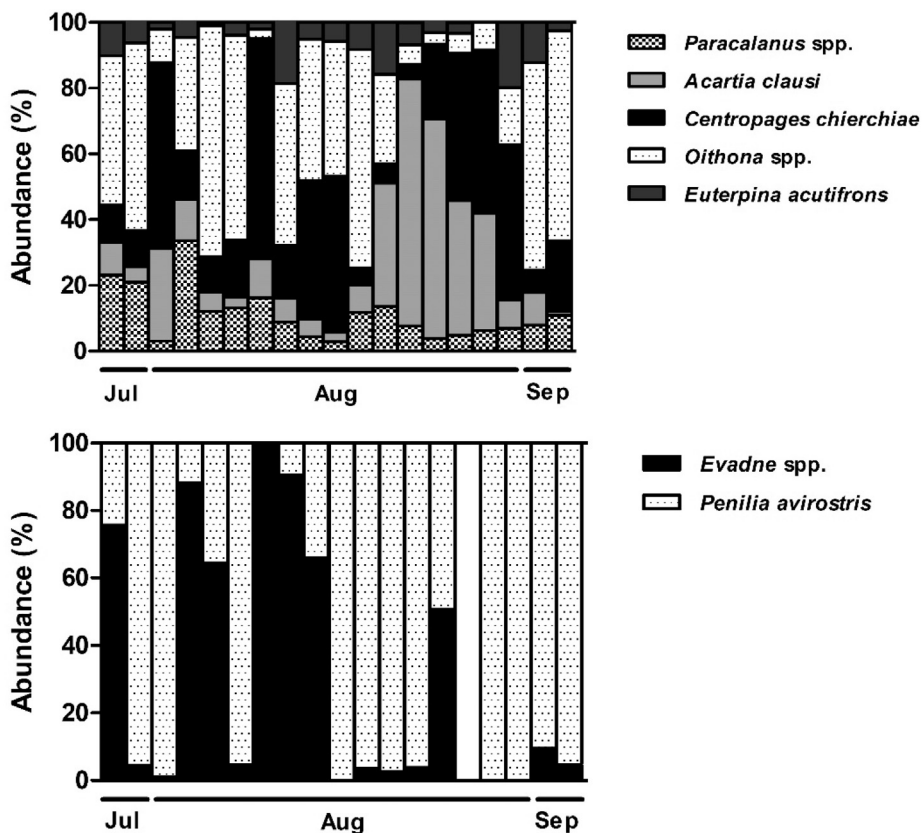 Abundance (%)
100
80
60
40
20
0
Jul
Aug
Sep
Paracalanus spp.
Acartia clausi
Centropages chierchiae
Oithona spp.
Euterpina acutifrons
Abundance (%)
100
80
60
40
20
0
Jul
Aug
Sep
Evadne spp.
Penilia avirostris